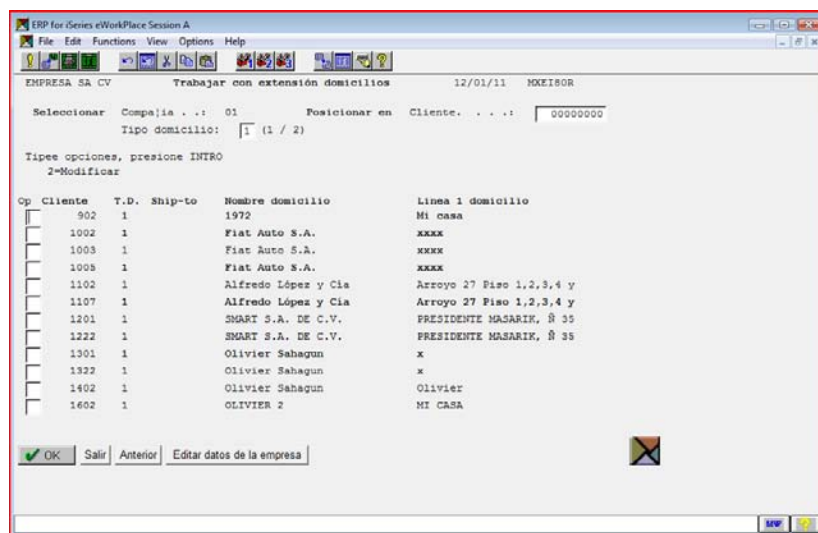 ERP for iSeries eWorkPlace Session A
File Edit Functions View Options Help
EMPRESA SA CV Trabajar con extensión domicilios 12/01/11 MXEI80R
Seleccionar Compa¡ia . .: 01 Posicionar en Cliente. . . .: 00000000
Tipo domicilio: 1 (1 / 2)
Tipee opciones, presione INTRO
2=Modificar
Op Cliente T.D. Ship-to Nombre domicilio Linea 1 domicilio
902 1 1972 Mi casa
1002 1 Fiat Auto S.A. xxxx
1003 1 Fiat Auto S.A. xxxx
1005 1 Fiat Auto S.A. xxxx
1102 1 Alfredo López y Cia Arroyo 27 Piso 1,2,3,4 y
1107 1 Alfredo López y Cia Arroyo 27 Piso 1,2,3,4 y
1201 1 SMART S.A. DE C.V. PRESIDENTE MASARIK, Ñ 35
1222 1 SMART S.A. DE C.V. PRESIDENTE MASARIK, Ñ 35
1301 1 Olivier Sahagun x
1322 1 Olivier Sahagun x
1402 1 Olivier Sahagun Olivier
1602 1 OLIVIER 2 MI CASA
OK Salir Anterior Editar datos de la empresa
MW